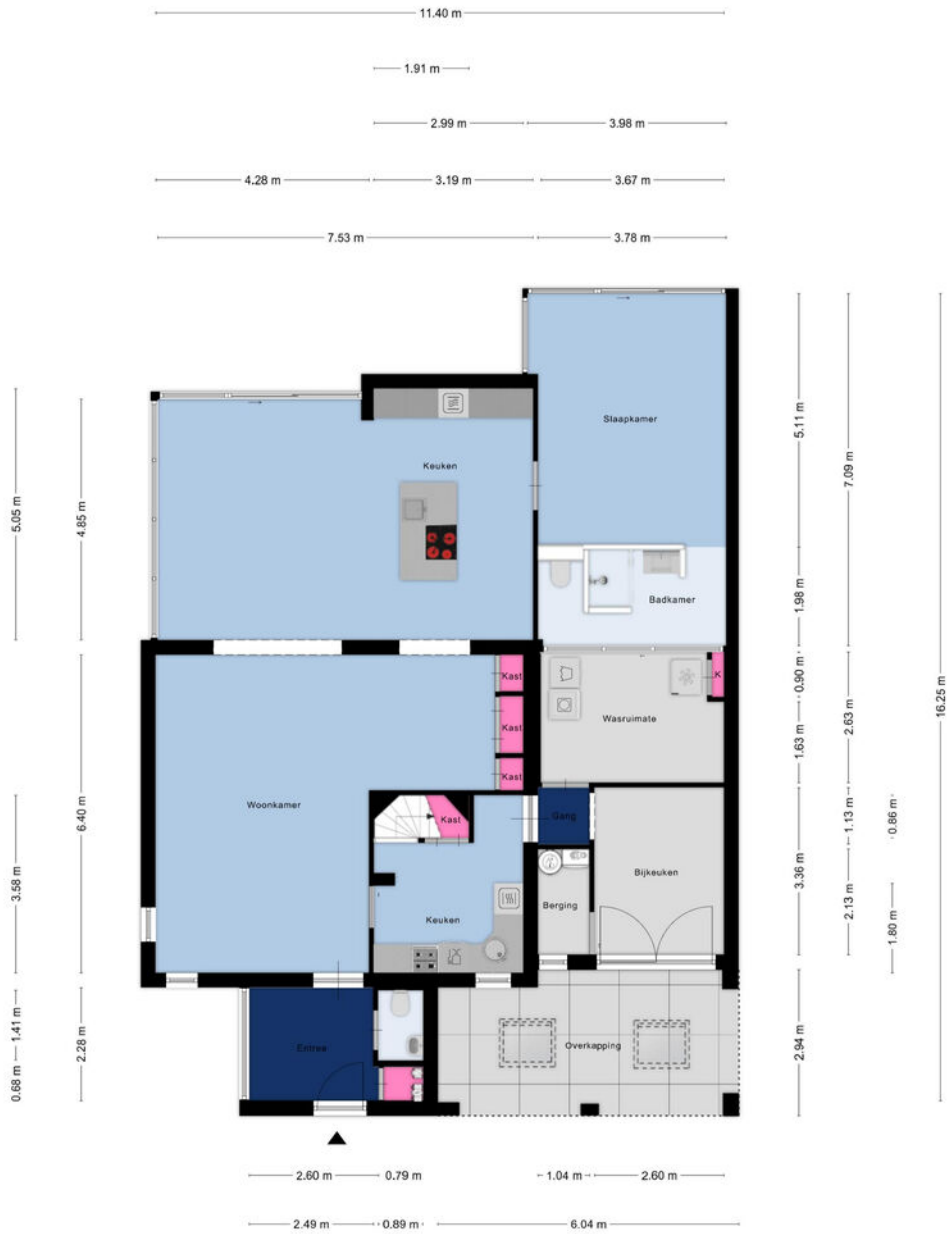 11.40 m
1.91 m
2.99 m 3.98 m
4.28 m 3.19 m 3.67 m
7.53 m 3.78 m
Slaapkamer
5.11 m
7.09 m
Keuken
5.05 m
4.85 m
Badkamer
1.98 m
Kast
K
0.90 m
16.25 m
Kast
Wasruimate
2.63 m
1.63 m
Kast
Woonkamer
6.40 m
Kast
Gang
1.13 m
0.86 m
3.58 m
Bijkeuken
3.36 m
Berging
Keuken
2.13 m
1.80 m
1.41 m
2.28 m
Entree
Overkapping
2.94 m
0.68 m
2.60 m 0.79 m 1.04 m 2.60 m
2.49 m 0.89 m 6.04 m